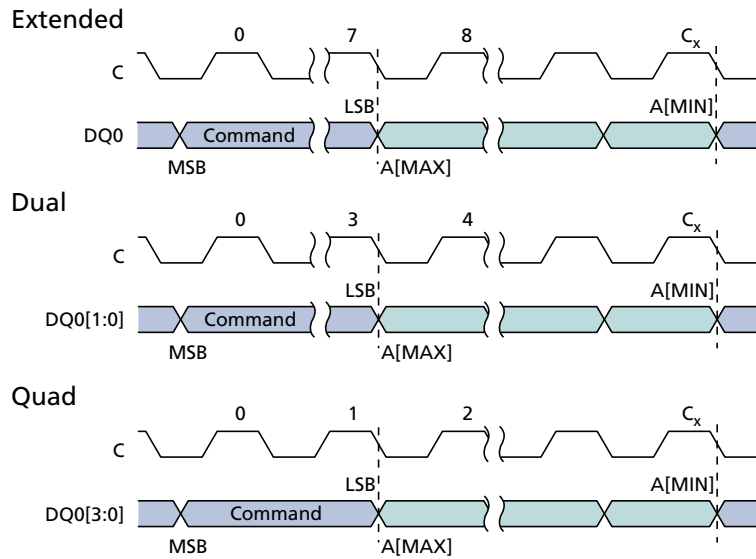 Extended
0 7 8 Cx
C
LSB A[MIN]
DQ0 Command
MSB A[MAX]
Dual
0 3 4 Cx
C
LSB A[MIN]
DQ0[1:0] Command
MSB A[MAX]
Quad
0 1 2 Cx
C
LSB A[MIN]
DQ0[3:0] Command
MSB A[MAX]